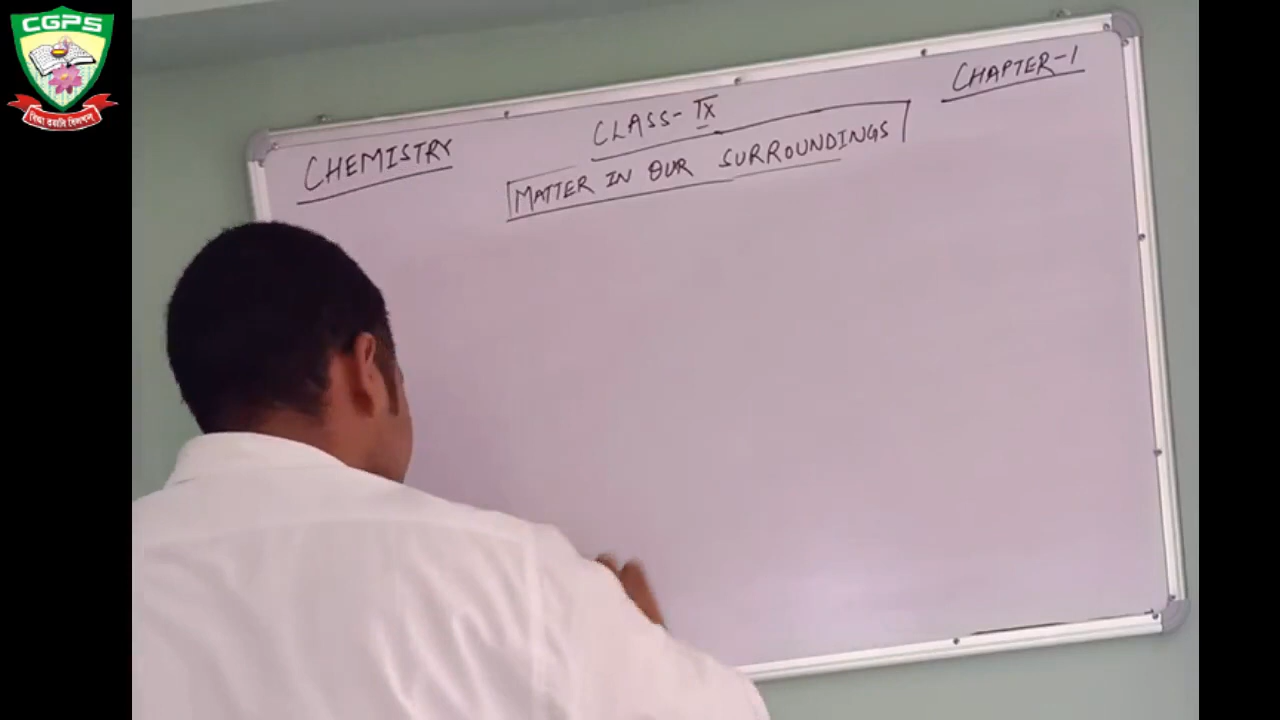 CGPS
CHAPTER-1
CLASS-IX
CHEMISTRY
MATTER IN OUR SURROUNDINGS